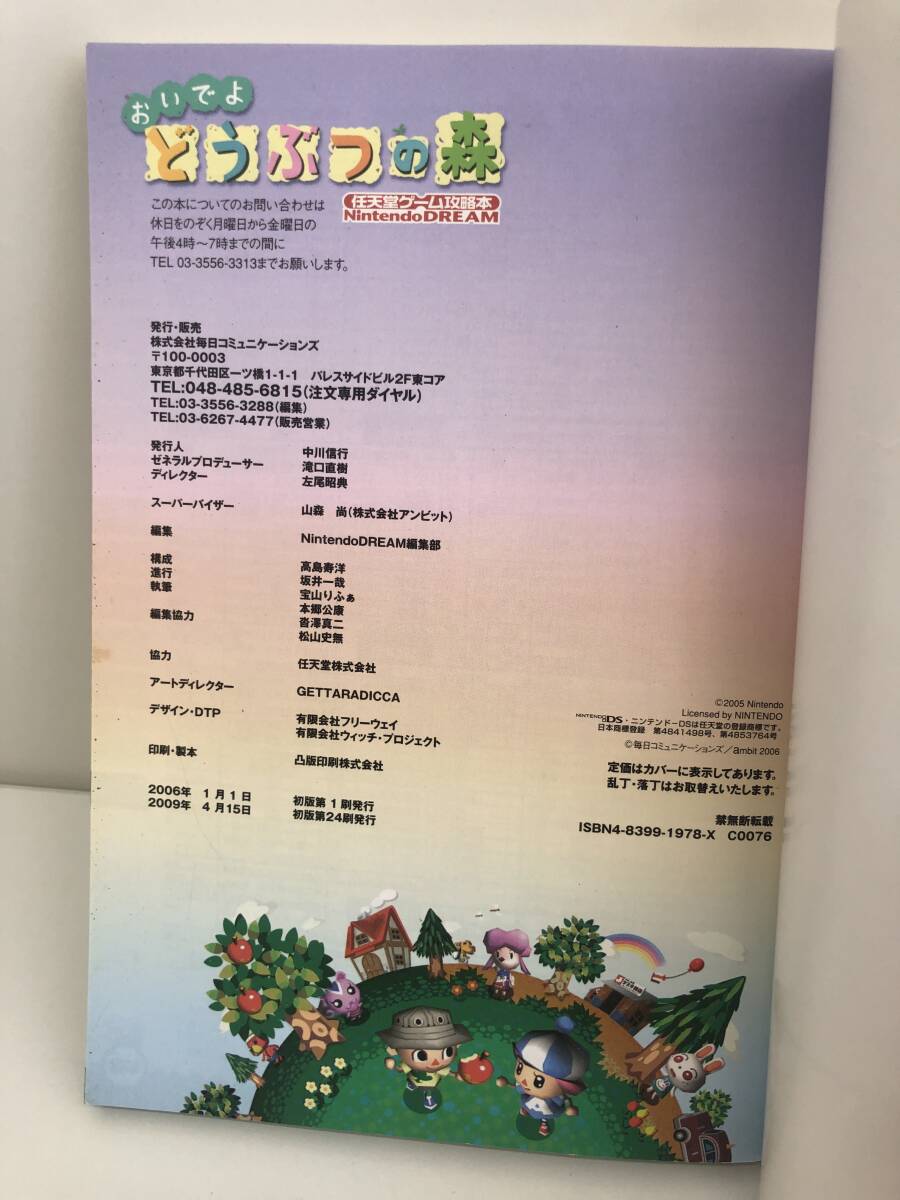 おいでよ
どうぶつの森
任天堂ゲーム攻略本
NintendoDREAM
この本についてのお問い合わせは
休日をのぞく月曜日から金曜日の
午後4時～7時までの間に
TEL 03-3556-3313までお願いします。
発行・販売
株式会社毎日コミュニケーションズ
〒100-0003
東京都千代田区一ツ橋1-1-1 パレスサイドビル2F東コア
TEL:048-485-6815(注文専用ダイヤル)
TEL:03-3556-3288(編集)
TEL:03-6267-4477(販売営業)
発行人 中川信行
ゼネラルプロデューサー 滝口直樹
ディレクター 左尾昭典
スーパーバイザー 山森 尚(株式会社アンビット)
編集 NintendoDREAM編集部
構成 高島寿洋
進行 坂井一哉
執筆 宝山りふぁ
本郷公康
編集協力 沓澤真二
松山史無
協力 任天堂株式会社
アートディレクター GETTARADICCA
デザイン・DTP 有限会社フリーウェイ
有限会社ウィッチ・プロジェクト
印刷・製本 凸版印刷株式会社
2006年 1月1日 初版第1刷発行
2009年 4月15日 初版第24刷発行
©2005 Nintendo
Licensed by NINTENDO
NINTENDO DS・ニンテンドーDSは任天堂の登録商標です。
日本商標登録 第4841498号、第4853764号
©毎日コミュニケーションズ/ambit 2006
定価はカバーに表示してあります。
乱丁・落丁はお取替えいたします。
禁無断転載
ISBN4-8399-1978-X C0076